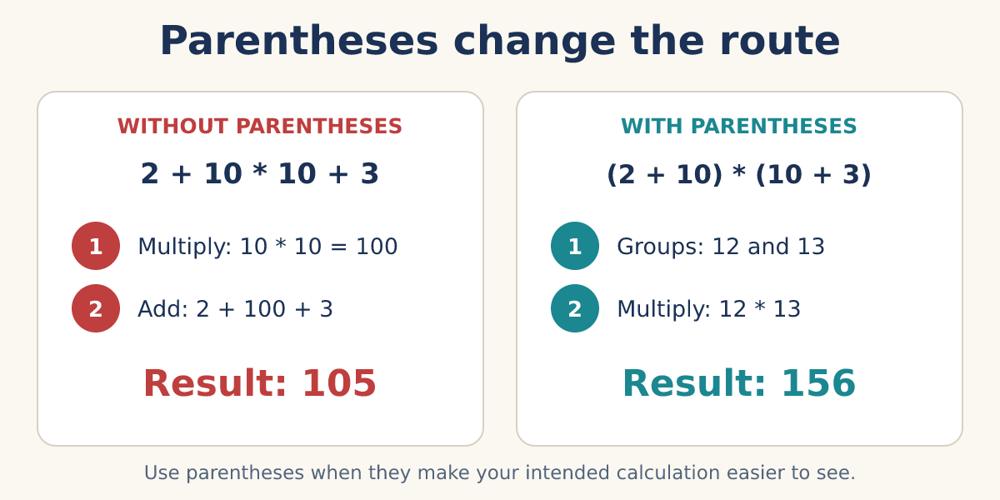 Parentheses change the route
WITHOUT PARENTHESES
2 + 10 * 10 + 3
1 Multiply: 10 * 10 = 100
2 Add: 2 + 100 + 3
Result: 105
WITH PARENTHESES
(2 + 10) * (10 + 3)
1 Groups: 12 and 13
2 Multiply: 12 * 13
Result: 156
Use parentheses when they make your intended calculation easier to see.